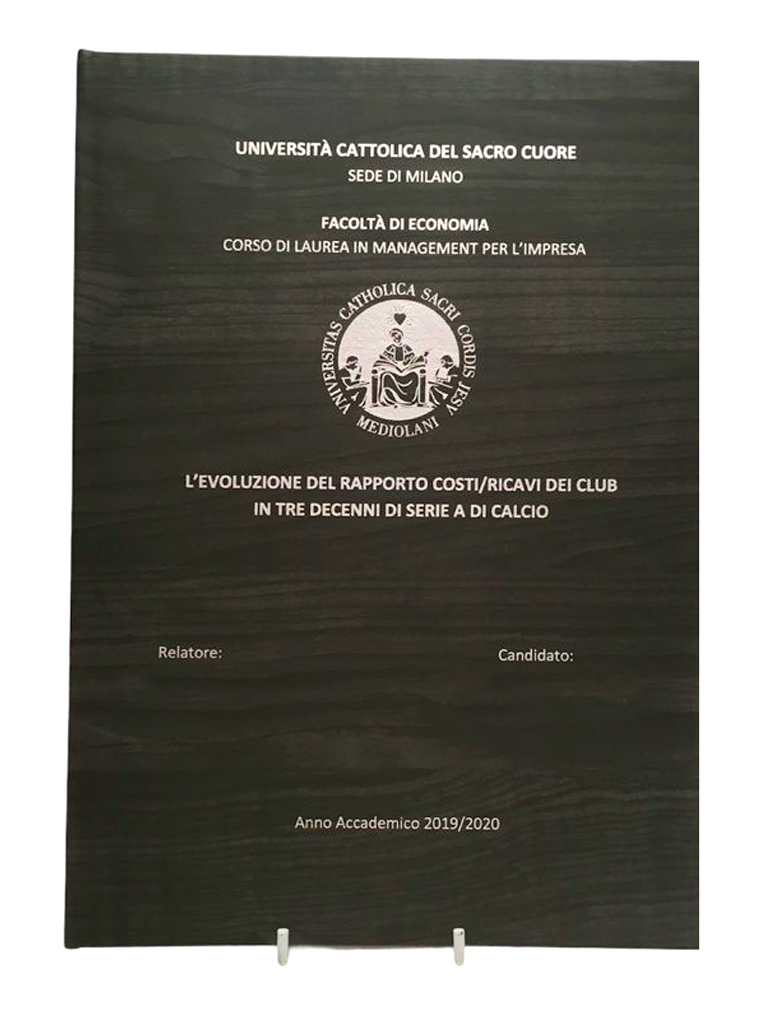 UNIVERSITÀ CATTOLICA DEL SACRO CUORE
SEDE DI MILANO
FACOLTÀ DI ECONOMIA
CORSO DI LAUREA IN MANAGEMENT PER L'IMPRESA
UNIVERSITAS CATHOLICA SACRI CORDIS JESV
MEDIOLANI
L'EVOLUZIONE DEL RAPPORTO COSTI/RICAVI DEI CLUB
IN TRE DECENNI DI SERIE A DI CALCIO
Relatore: Candidato:
Anno Accademico 2019/2020